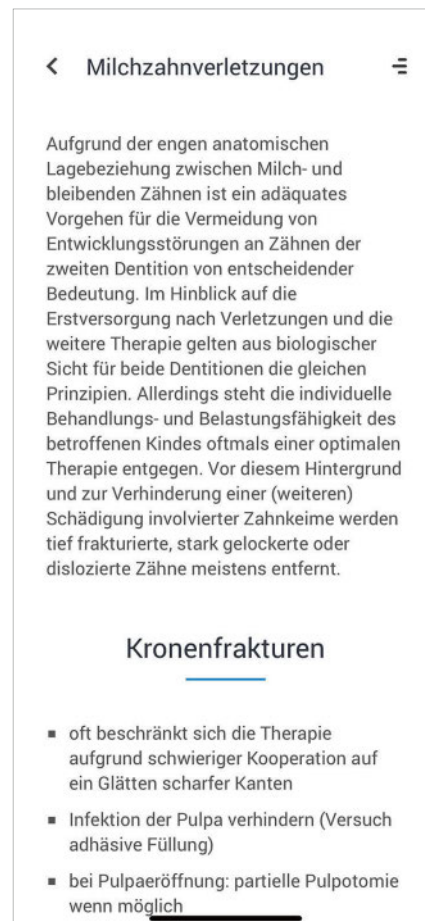 Milchzahnverletzungen
Aufgrund der engen anatomischen
Lagebeziehung zwischen Milch- und
bleibenden Zähnen ist ein adäquates
Vorgehen für die Vermeidung von
Entwicklungsstörungen an Zähnen der
zweiten Dentition von entscheidender
Bedeutung. Im Hinblick auf die
Erstversorgung nach Verletzungen und die
weitere Therapie gelten aus biologischer
Sicht für beide Dentitionen die gleichen
Prinzipien. Allerdings steht die individuelle
Behandlungs- und Belastungsfähigkeit des
betroffenen Kindes oftmals einer optimalen
Therapie entgegen. Vor diesem Hintergrund
und zur Verhinderung einer (weiteren)
Schädigung involvierter Zahnkeime werden
tief frakturierte, stark gelockerte oder
dislozierte Zähne meistens entfernt.
Kronenfrakturen
▪ oft beschränkt sich die Therapie
aufgrund schwieriger Kooperation auf
ein Glätten scharfer Kanten
▪ Infektion der Pulpa verhindern (Versuch
adhäsive Füllung)
▪ bei Pulpaeröffnung: partielle Pulpotomie
wenn möglich